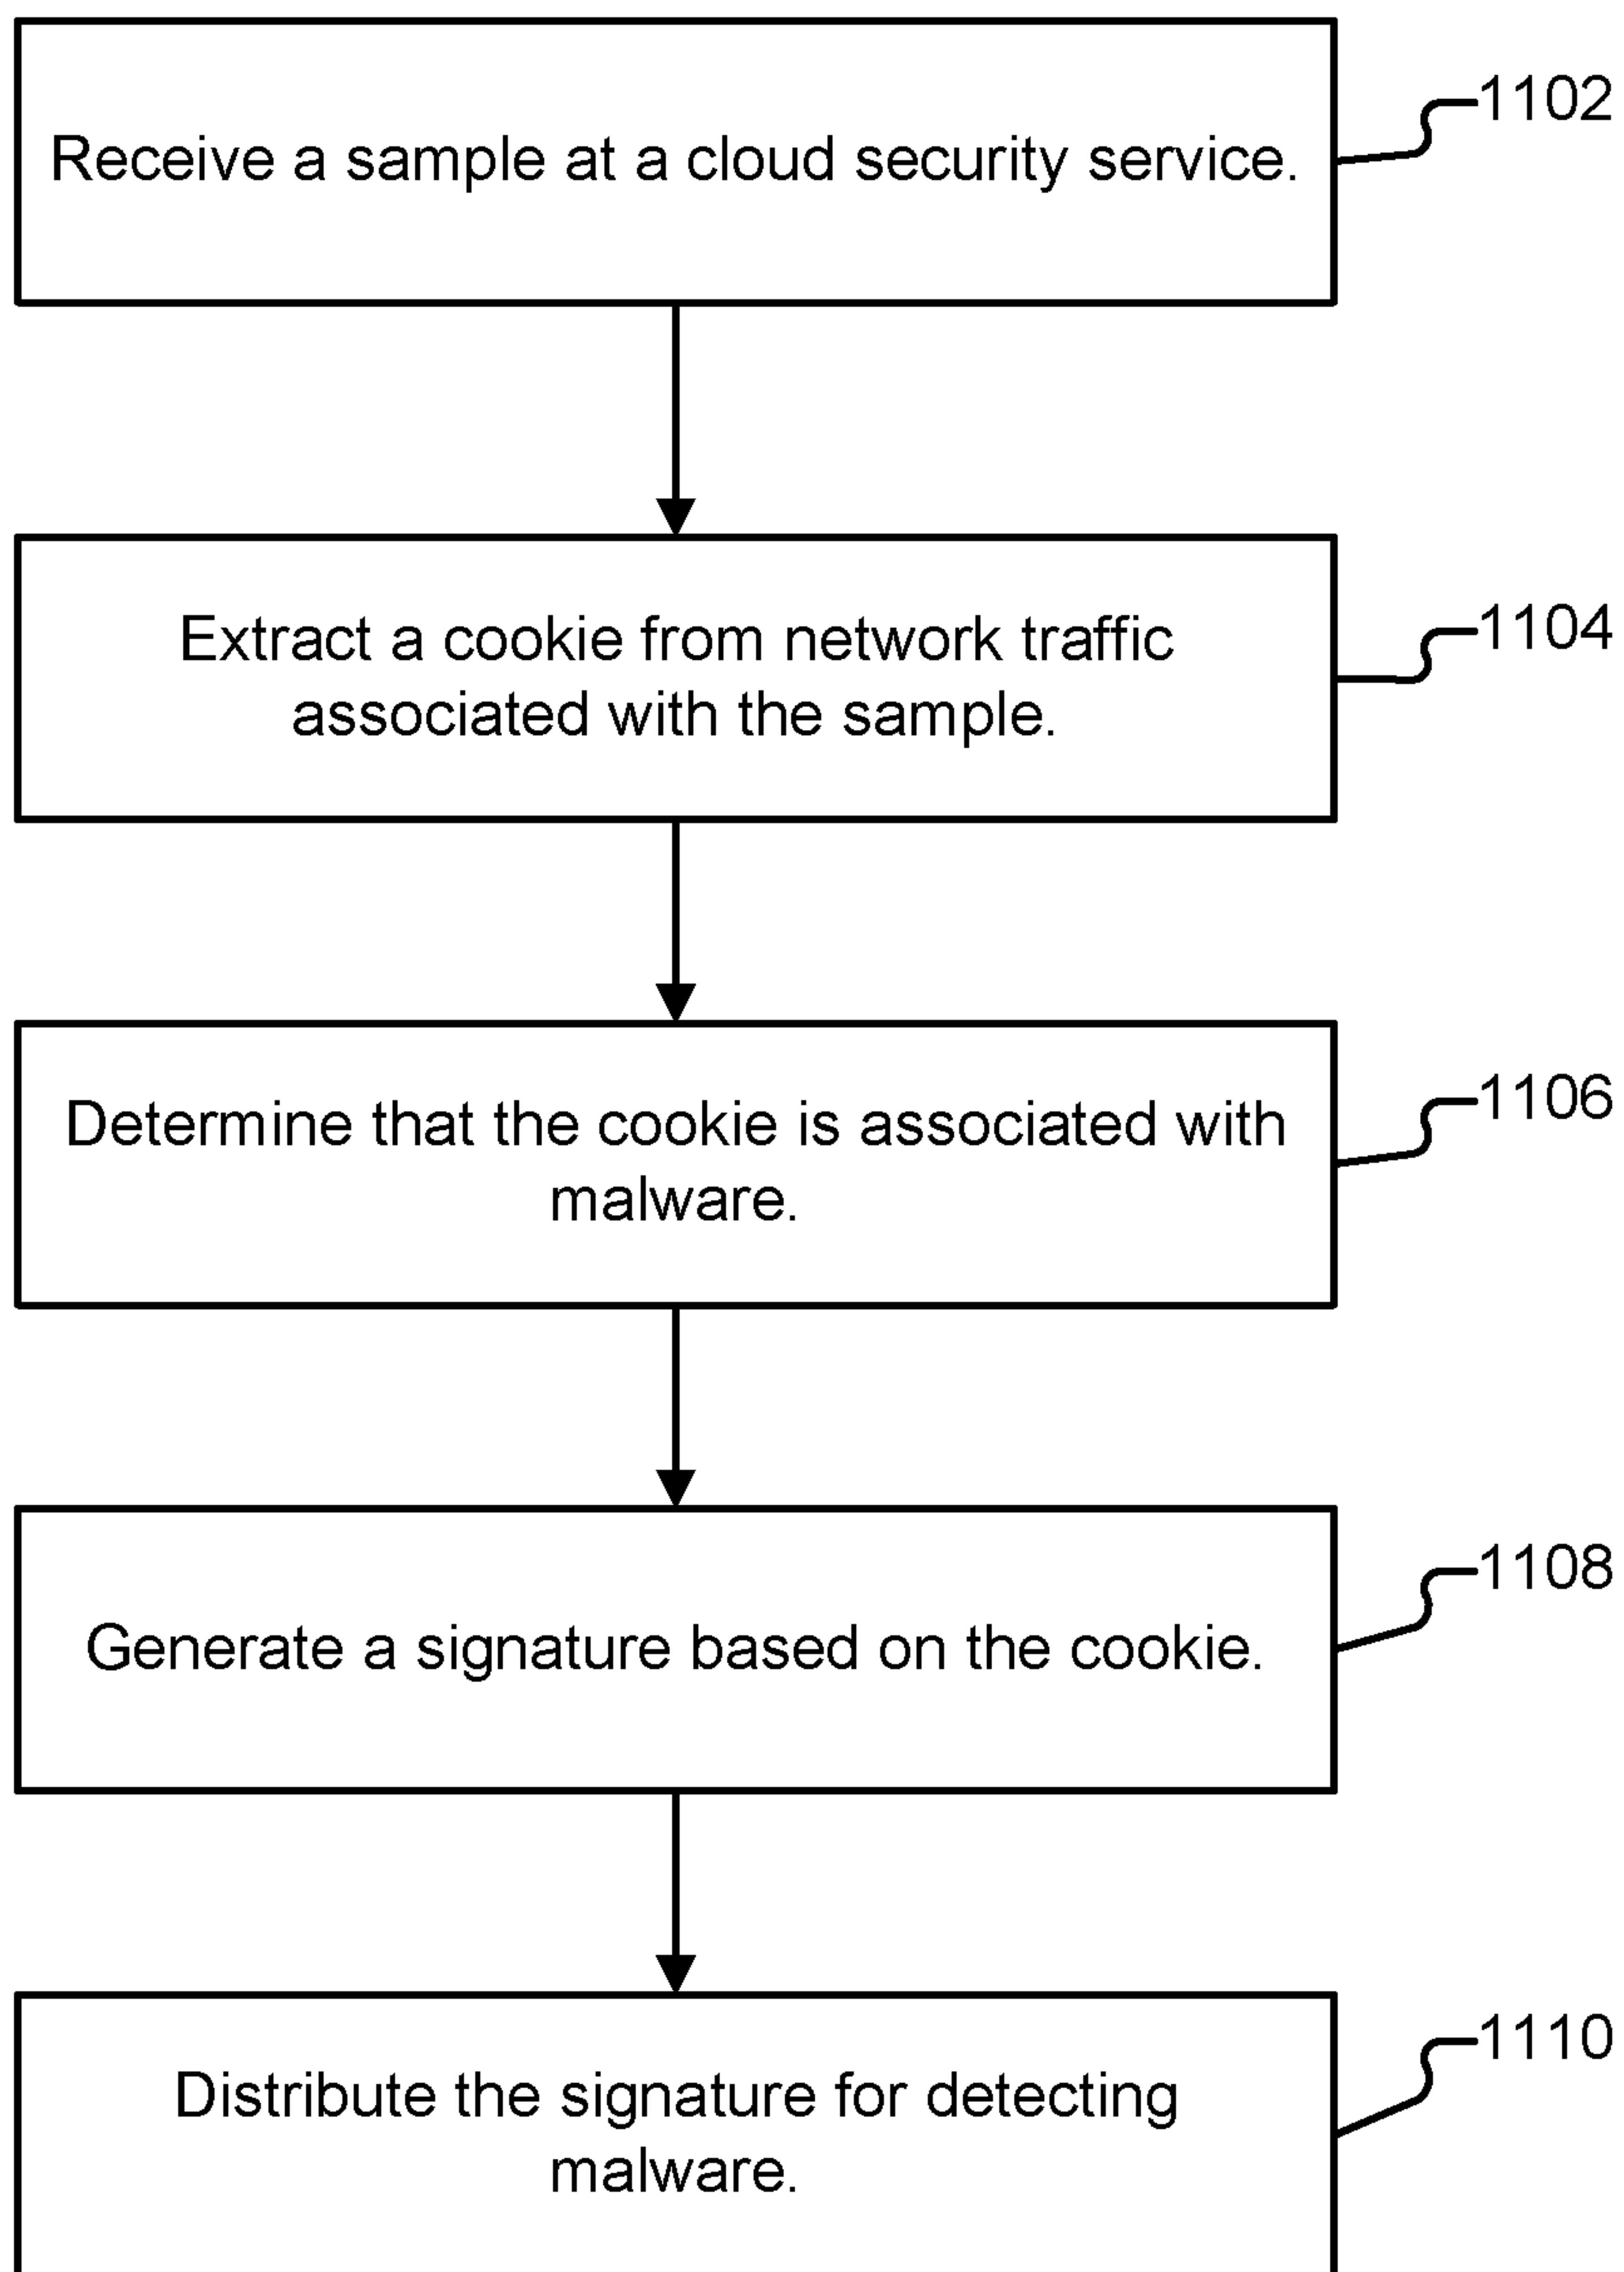 1102
Receive a sample at a cloud security service.
1104
Extract a cookie from network traffic
associated with the sample.
1106
Determine that the cookie is associated with
malware.
1108
Generate a signature based on the cookie.
1110
Distribute the signature for detecting
malware.